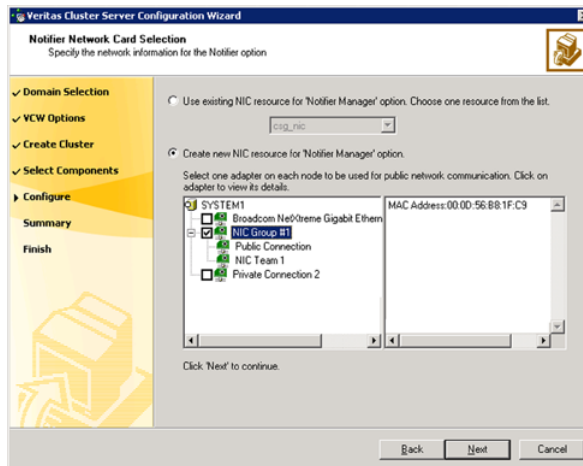 Veritas Cluster Server Configuration Wizard
Notifier Network Card Selection
Specify the network information for the Notifier option
Domain Selection
VCW Options
Create Cluster
Select Components
Configure
Summary
Finish
Use existing NIC resource for 'Notifier Manager' option. Choose one resource from the list.
csg_nic
Create new NIC resource for 'Notifier Manager' option.
Select one adapter on each node to be used for public network communication. Click on
adapter to view its details.
SYSTEM1
Broadcom NetXtreme Gigabit Ethern
NIC Group #1
Public Connection
NIC Team 1
Private Connection 2
MAC Address:00:0D:56:B8:1F:C9
Click 'Next' to continue.
Back
Next
Cancel